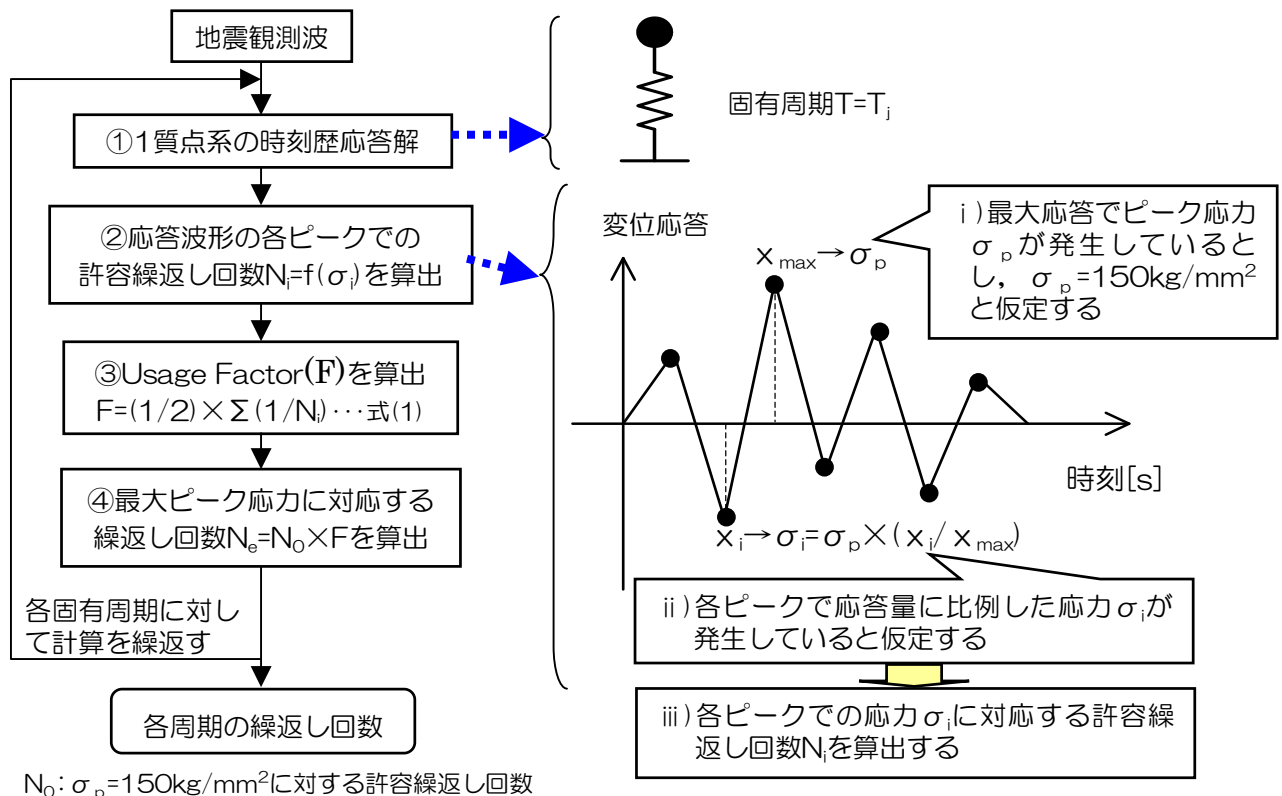 地震観測波
①1質点系の時刻歴応答解
②応答波形の各ピークでの
許容繰返し回数Nᵢ=f(σᵢ)を算出
③Usage Factor(F)を算出
F=(1/2)×Σ(1/Nᵢ)・・・式(1)
④最大ピーク応力に対応する
繰返し回数Nₑ=N₀×Fを算出
各固有周期に対し
て計算を繰返す
各周期の繰返し回数
N₀:σₚ=150kg/mm²に対する許容繰返し回数
固有周期T=Tⱼ
変位応答
xmax→σₚ
ⅰ)最大応答でピーク応力
σₚが発生していると
し,σₚ=150kg/mm²
と仮定する
時刻[s]
xᵢ→σᵢ=σₚ×(xᵢ/xmax)
ⅱ)各ピークで応答量に比例した応力σᵢが
発生していると仮定する
ⅲ)各ピークでの応力σᵢに対応する許容繰
返し回数Nᵢを算出する